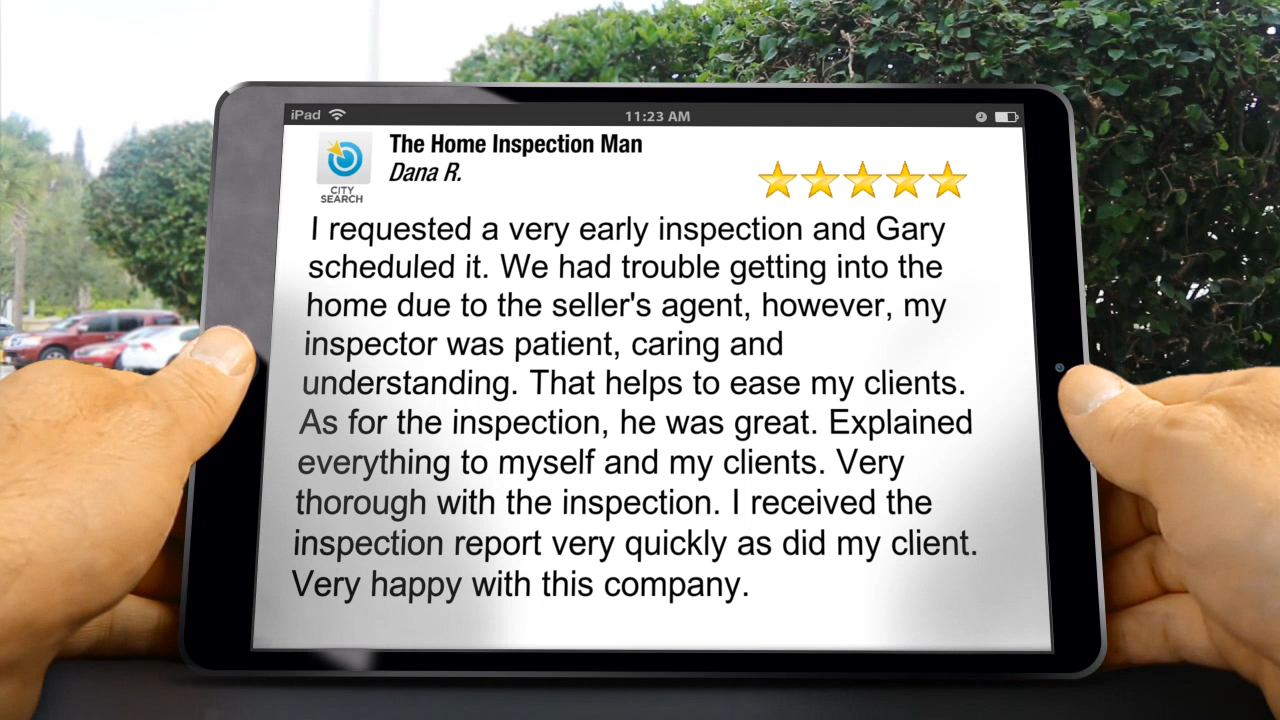 iPad 11:23 AM
The Home Inspection Man
Dana R.
CITY
SEARCH
I requested a very early inspection and Gary
scheduled it. We had trouble getting into the
home due to the seller's agent, however, my
inspector was patient, caring and
understanding. That helps to ease my clients.
As for the inspection, he was great. Explained
everything to myself and my clients. Very
thorough with the inspection. I received the
inspection report very quickly as did my client.
Very happy with this company.